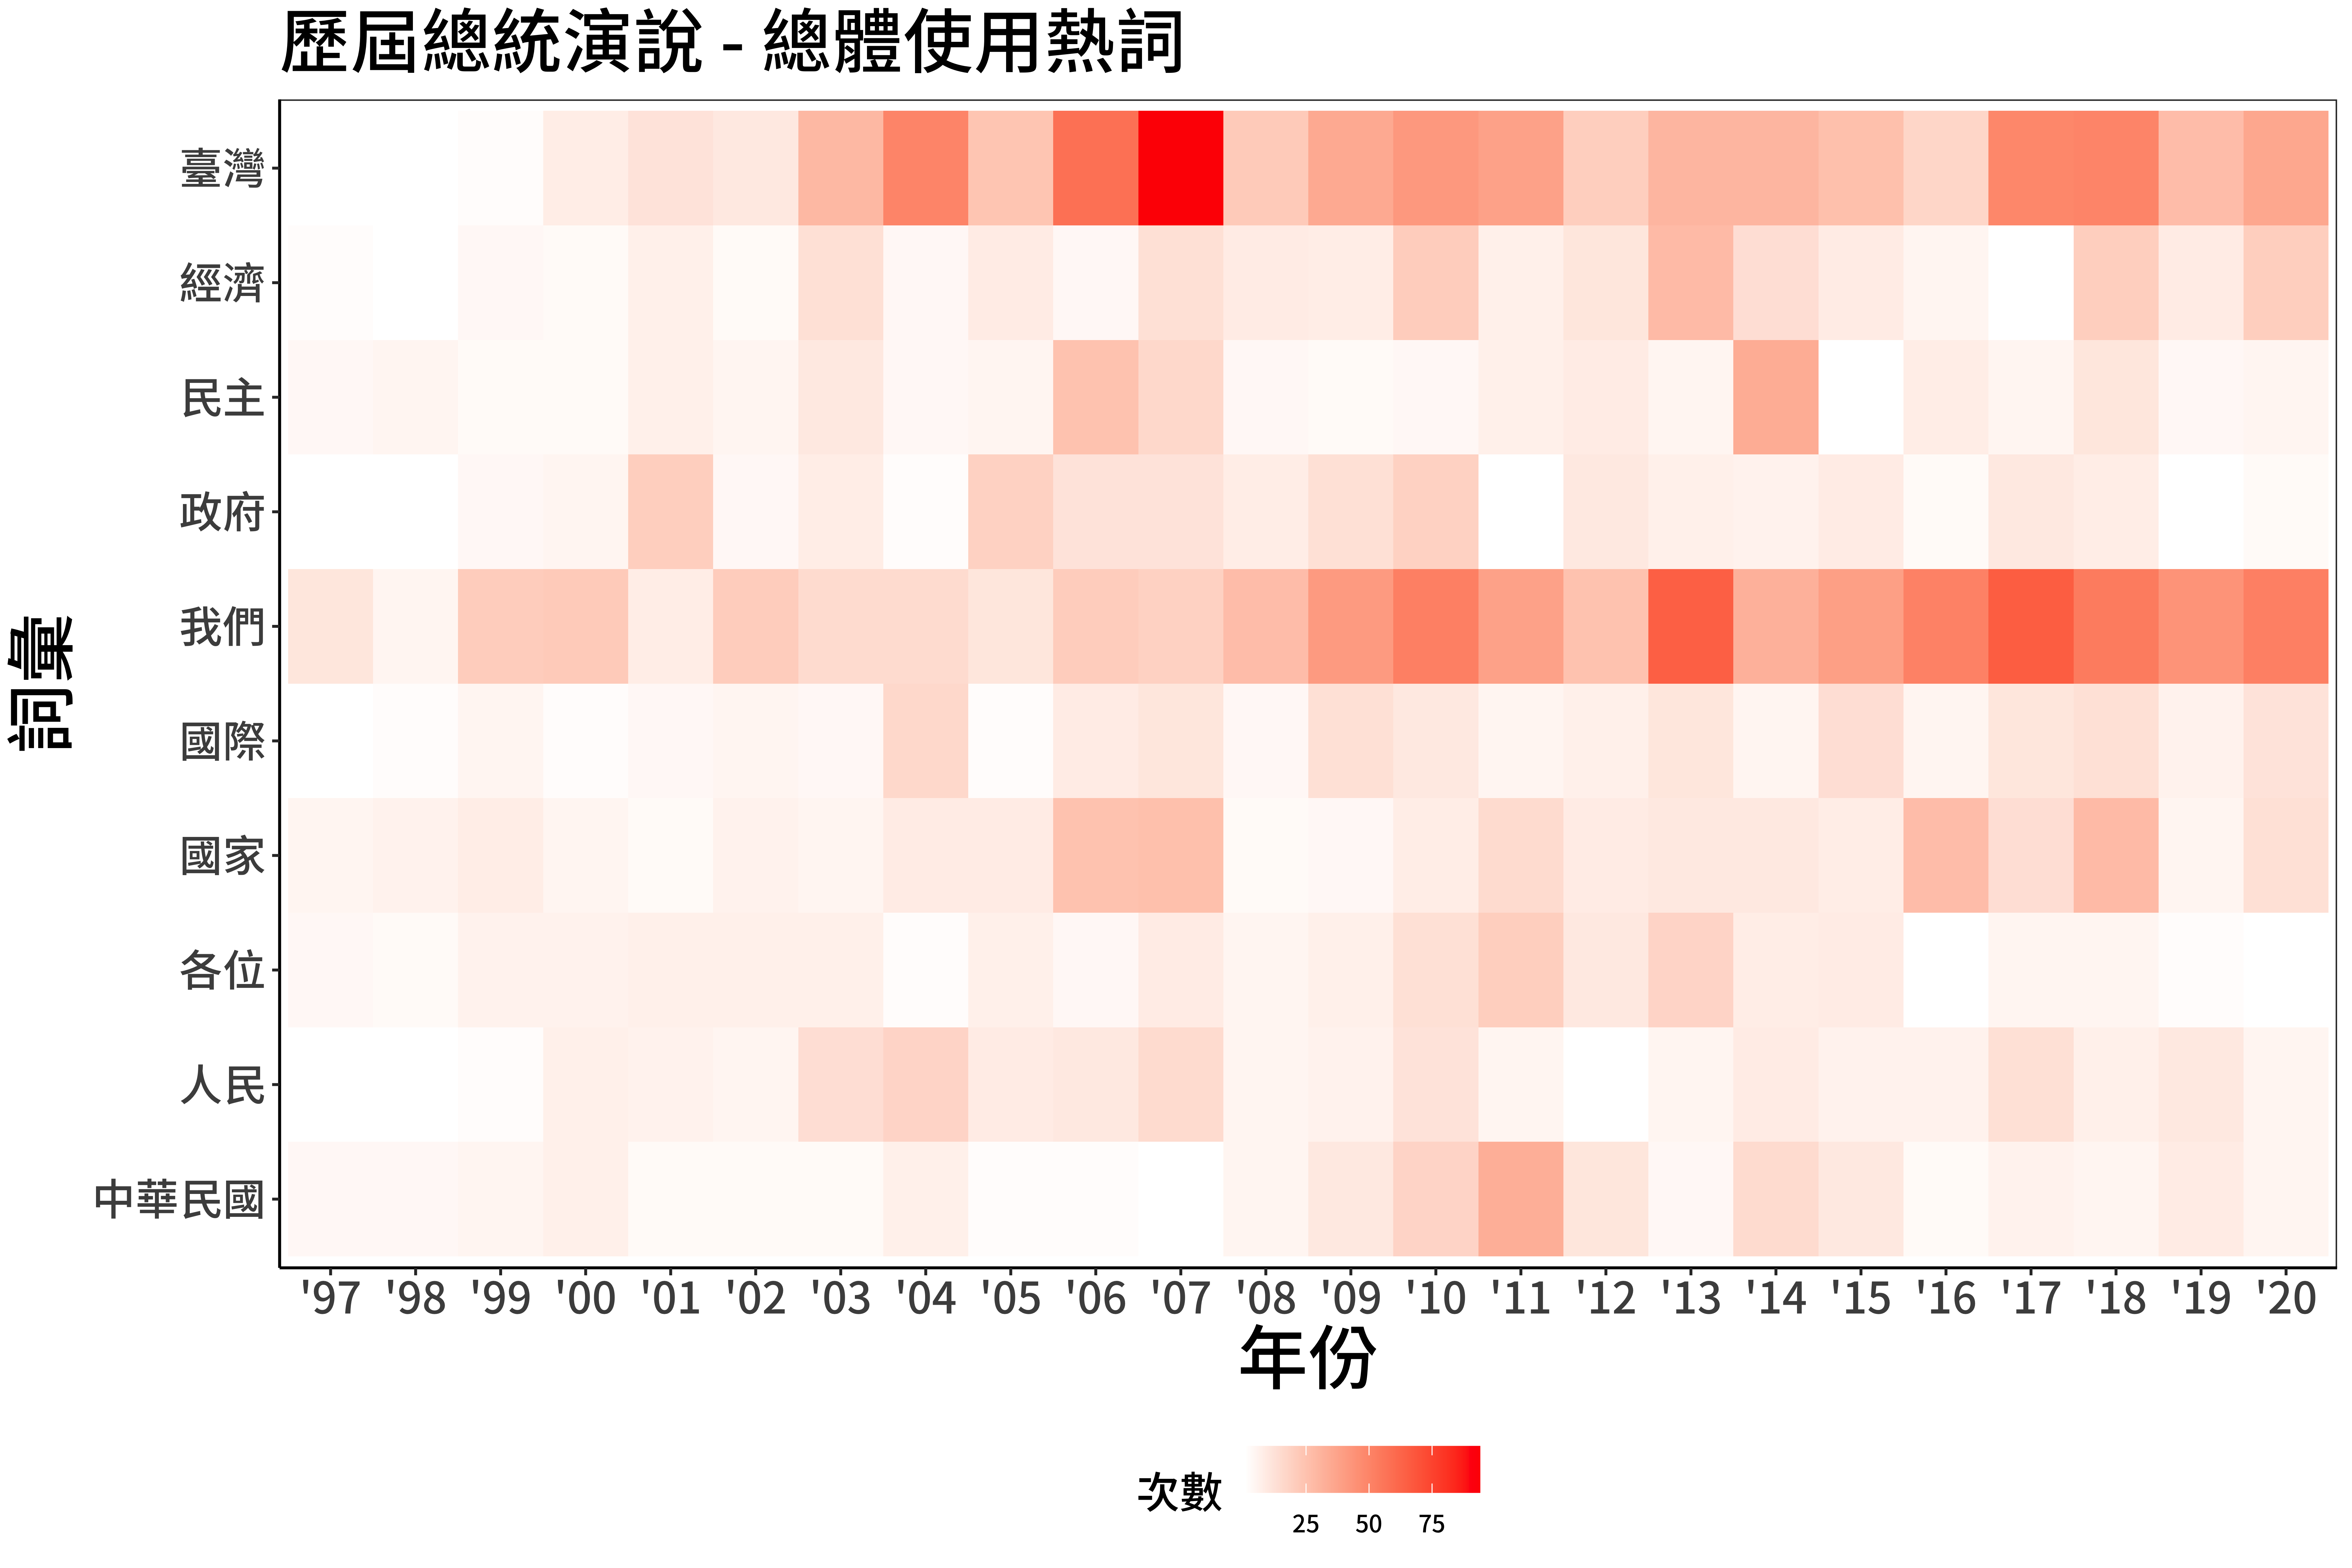 歷屆總統演說 - 總體使用熱詞
詞彙
臺灣
經濟
民主
政府
我們
國際
國家
各位
人民
中華民國
'97 '98 '99 '00 '01 '02 '03 '04 '05 '06 '07 '08 '09 '10 '11 '12 '13 '14 '15 '16 '17 '18 '19 '20
年份
次數
25 50 75